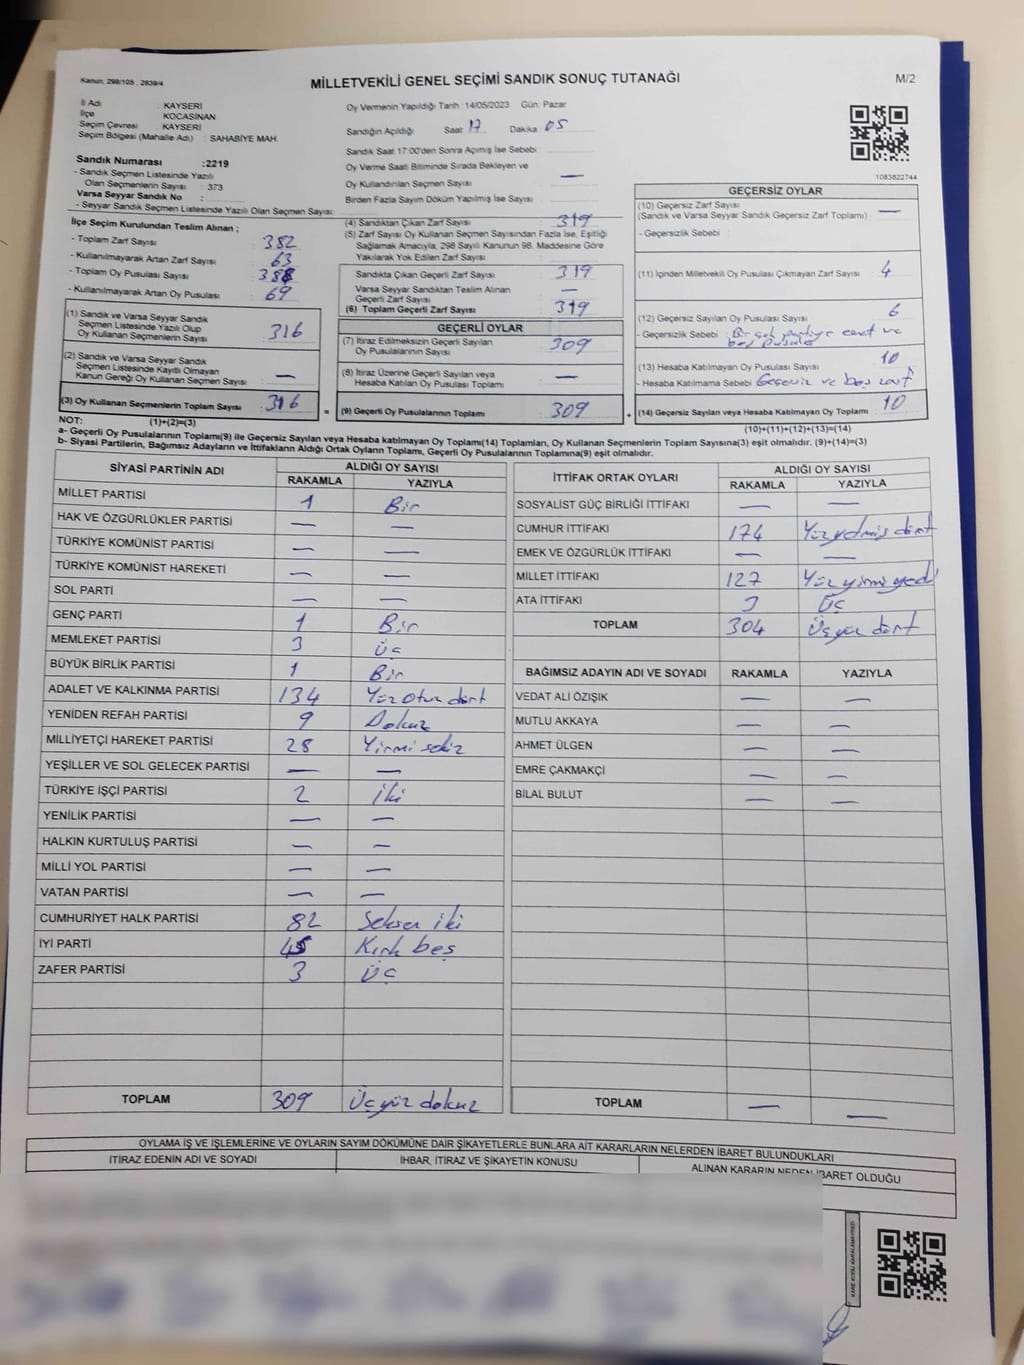 Kanun: 298/105 , 2839/4
MİLLETVEKİLİ GENEL SEÇİMİ SANDIK SONUÇ TUTANAĞI
M/2
İl Adı : KAYSERİ
İlçe : KOCASİNAN
Seçim Çevresi : KAYSERİ
Seçim Bölgesi (Mahalle Adı) : SAHABİYE MAH.
Sandık Numarası :2219
- Sandık Seçmen Listesinde Yazılı
Olan Seçmenlerin Sayısı : 373
Varsa Seyyar Sandık No :
- Seyyar Sandık Seçmen Listesinde Yazılı Olan Seçmen Sayısı:
Oy Vermenin Yapıldığı Tarih :14/05/2023 Gün: Pazar
Sandığın Açıldığı Saat: 17 Dakika 05
Sandık Saat 17:00'den Sonra Açılmış İse Sebebi
Oy Verme Saati Bitiminde Sırada Bekleyen ve
Oy Kullandırılan Seçmen Sayısı —
Birden Fazla Sayım Döküm Yapılmış İse Sayısı
1083822744
İlçe Seçim Kurulundan Teslim Alınan ;
- Toplam Zarf Sayısı 382
- Kullanılmayarak Artan Zarf Sayısı 63
- Toplam Oy Pusulası Sayısı 388
- Kullanılmayarak Artan Oy Pusulası 69
(1) Sandık ve Varsa Seyyar Sandık
Seçmen Listesinde Yazılı Olup
Oy Kullanan Seçmenlerin Sayısı 316
(2) Sandık ve Varsa Seyyar Sandık
Seçmen Listesinde Kayıtlı Olmayan
Kanun Gereği Oy Kullanan Seçmen Sayısı —
(3) Oy Kullanan Seçmenlerin Toplam Sayısı 316
(4) Sandıktan Çıkan Zarf Sayısı 319
(5) Zarf Sayısı Oy Kullanan Seçmen Sayısından Fazla İse, Eşitliği
Sağlamak Amacıyla, 298 Sayılı Kanunun 98. Maddesine Göre
Yakılarak Yok Edilen Zarf Sayısı
Sandıkta Çıkan Geçerli Zarf Sayısı 319
Varsa Seyyar Sandıktan Teslim Alınan
Geçerli Zarf Sayısı —
(6) Toplam Geçerli Zarf Sayısı 319
GEÇERLİ OYLAR
(7) İtiraz Edilmeksizin Geçerli Sayılan
Oy Pusulalarının Sayısı 309
(8) İtiraz Üzerine Geçerli Sayılan veya
Hesaba Katılan Oy Pusulası Toplamı —
= (9) Geçerli Oy Pusulalarının Toplamı 309
GEÇERSİZ OYLAR
(10) Geçersiz Zarf Sayısı —
(Sandık ve Varsa Seyyar Sandık Geçersiz Zarf Toplamı)
- Geçersizlik Sebebi :
(11) İçinden Milletvekili Oy Pusulası Çıkmayan Zarf Sayısı 4
(12) Geçersiz Sayılan Oy Pusulası Sayısı 6
- Geçersizlik Sebebi : Bir çok partiye evet ve
boş pusula
(13) Hesaba Katılmayan Oy Pusulası Sayısı 10
- Hesaba Katılmama Sebebi Geçersiz ve boş zarf
+ (14) Geçersiz Sayılan veya Hesaba Katılmayan Oy Toplamı 10
NOT: (1)+(2)=(3)
(10)+(11)+(12)+(13)=(14)
a- Geçerli Oy Pusulalarının Toplamı(9) ile Geçersiz Sayılan veya Hesaba katılmayan Oy Toplamı(14) Toplamları, Oy Kullanan Seçmenlerin Toplam Sayısına(3) eşit olmalıdır. (9)+(14)=(3)
b- Siyasi Partilerin, Bağımsız Adayların ve İttifakların Aldığı Ortak Oyların Toplamı, Geçerli Oy Pusulalarının Toplamına(9) eşit olmalıdır.
SİYASİ PARTİNİN ADI ALDIĞI OY SAYISI
RAKAMLA YAZIYLA
MİLLET PARTİSİ 1 Bir
HAK VE ÖZGÜRLÜKLER PARTİSİ — —
TÜRKİYE KOMÜNİST PARTİSİ — —
TÜRKİYE KOMÜNİST HAREKETİ — —
SOL PARTİ — —
GENÇ PARTİ 1 Bir
MEMLEKET PARTİSİ 3 Üç
BÜYÜK BİRLİK PARTİSİ 1 Bir
ADALET VE KALKINMA PARTİSİ 134 Yüz otuz dört
YENİDEN REFAH PARTİSİ 9 Dokuz
MİLLİYETÇİ HAREKET PARTİSİ 28 Yirmi sekiz
YEŞİLLER VE SOL GELECEK PARTİSİ — —
TÜRKİYE İŞÇİ PARTİSİ 2 İki
YENİLİK PARTİSİ — —
HALKIN KURTULUŞ PARTİSİ — —
MİLLİ YOL PARTİSİ — —
VATAN PARTİSİ — —
CUMHURİYET HALK PARTİSİ 82 Seksen iki
İYİ PARTİ 45 Kırk beş
ZAFER PARTİSİ 3 Üç
TOPLAM 309 Üçyüz dokuz
İTTİFAK ORTAK OYLARI ALDIĞI OY SAYISI
RAKAMLA YAZIYLA
SOSYALİST GÜÇ BİRLİĞİ İTTİFAKI — —
CUMHUR İTTİFAKI 174 Yüzyetmiş dört
EMEK VE ÖZGÜRLÜK İTTİFAKI — —
MİLLET İTTİFAKI 127 Yüz yirmi yedi
ATA İTTİFAKI 3 Üç
TOPLAM 304 Üçyüz dört
BAĞIMSIZ ADAYIN ADI VE SOYADI RAKAMLA YAZIYLA
VEDAT ALİ ÖZIŞIK — —
MUTLU AKKAYA — —
AHMET ÜLGEN — —
EMRE ÇAKMAKÇİ — —
BİLAL BULUT — —
TOPLAM — —
OYLAMA İŞ VE İŞLEMLERİNE VE OYLARIN SAYIM DÖKÜMÜNE DAİR ŞİKAYETLERLE BUNLARA AİT KARARLARIN NELERDEN İBARET BULUNDUKLARI
İTİRAZ EDENİN ADI VE SOYADI İHBAR, İTİRAZ VE ŞİKAYETİN KONUSU ALINAN KARARIN NEDEN İBARET OLDUĞU